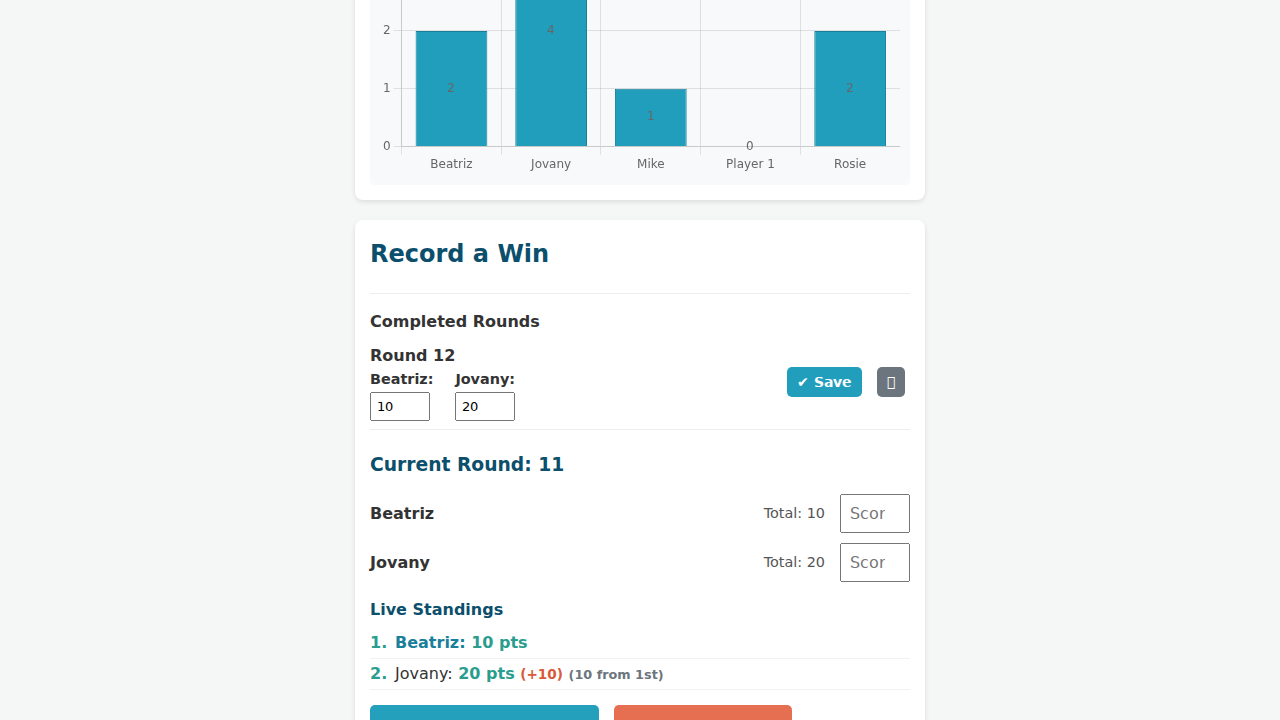 2
4
2
2
1
1
0
0
Beatriz
Jovany
Mike
Player 1
Rosie
Record a Win
Completed Rounds
Round 12
Beatriz:
Jovany:
10
20
✔ Save
Current Round: 11
Beatriz
Total: 10
Scor
Jovany
Total: 20
Scor
Live Standings
1. Beatriz: 10 pts
2. Jovany: 20 pts (+10) (10 from 1st)